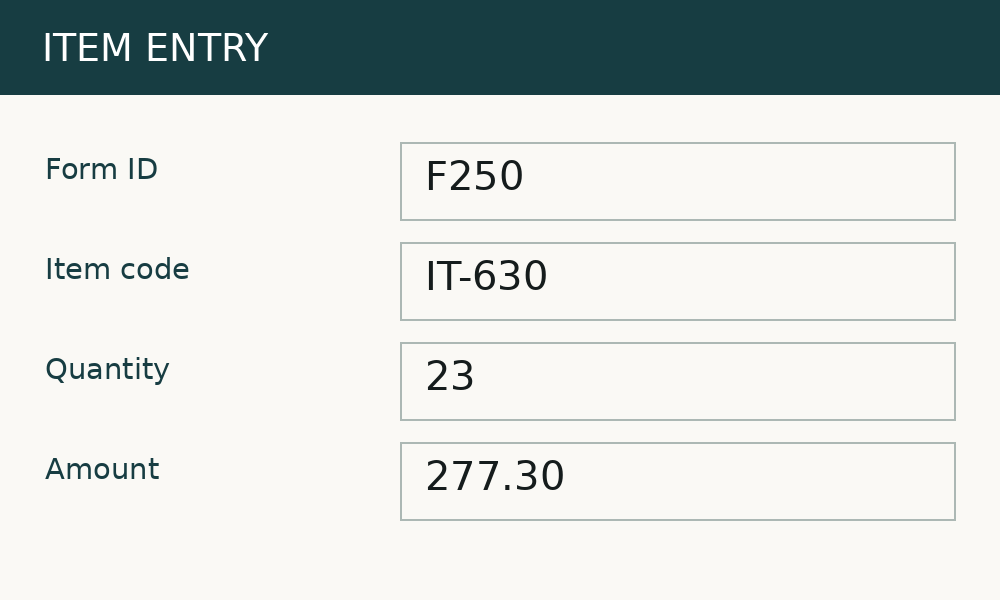 ITEM ENTRY
Form ID F250
Item code IT-630
Quantity 23
Amount 277.30